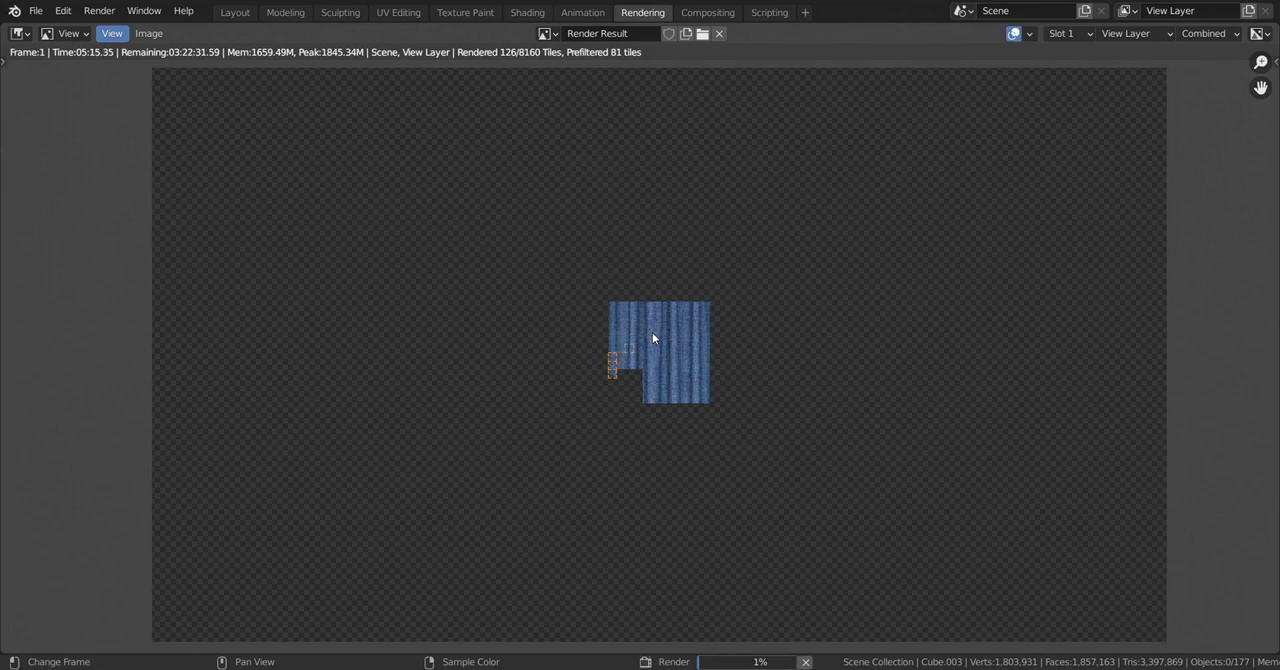 File Edit Render Window Help Layout Modeling Sculpting UV Editing Texture Paint Shading Animation Rendering Compositing Scripting + Scene View Layer
View View Image Render Result Slot 1 View Layer Combined
Frame:1 | Time:05:15.35 | Remaining:03:22:31.59 | Mem:1659.49M, Peak:1845.34M | Scene, View Layer | Rendered 126/8160 Tiles, Prefiltered 81 tiles
Change Frame Pan View Sample Color Render 1% Scene Collection | Cube.003 | Verts:1,803,931 | Faces:1,857,163 | Tris:3,397,869 | Objects:0/177 | Mem